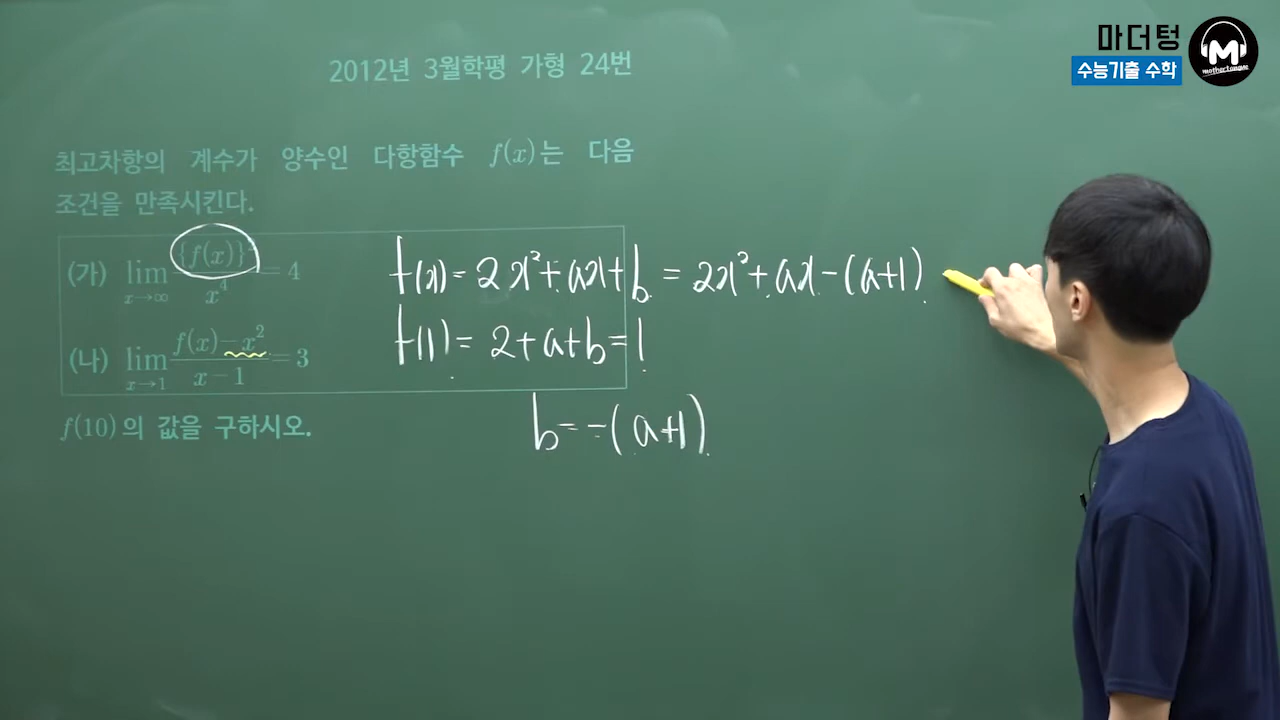 마더텅
수능기출 수학
M
mothertongue
2012년 3월학평 가형 24번
최고차항의 계수가 양수인 다항함수 f(x)는 다음
조건을 만족시킨다.
(가) lim x→∞ {f(x)}² / x⁴ = 4
(나) lim x→1 f(x)-x² / x-1 = 3
f(10)의 값을 구하시오.
f(x) = 2x²+ax+b = 2x²+ax-(a+1)
f(1) = 2+a+b=1
b=-(a+1)